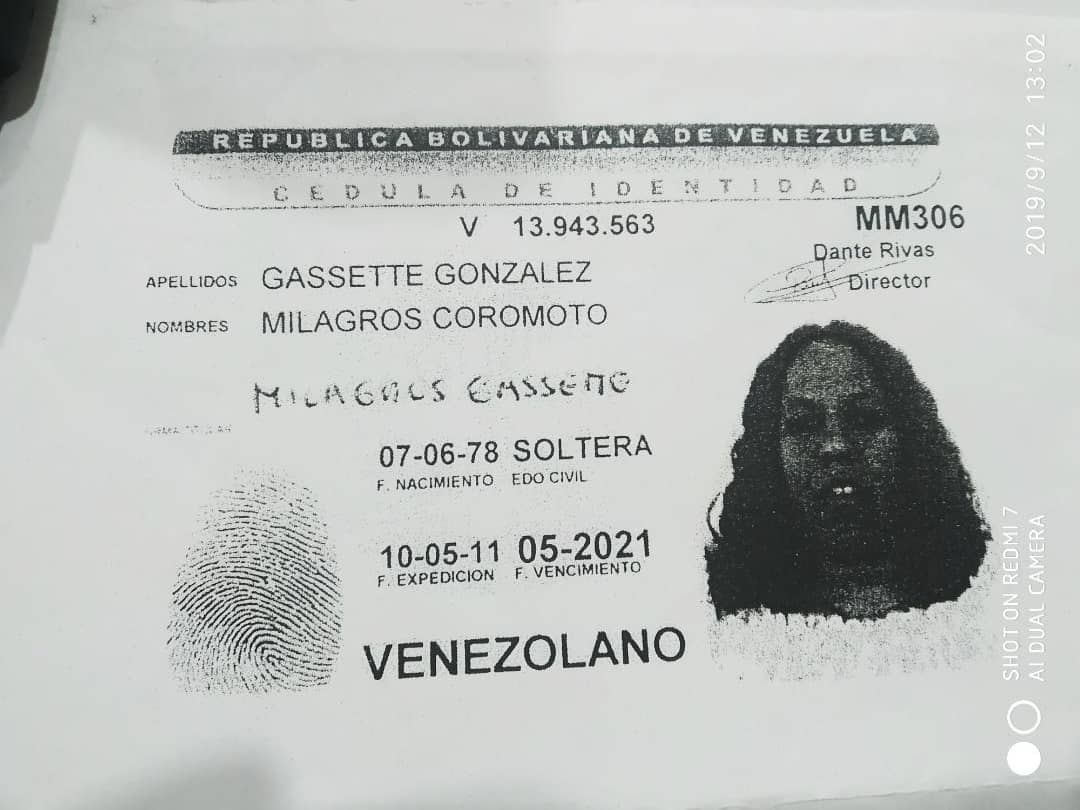 REPUBLICA BOLIVARIANA DE VENEZUELA
CEDULA DE IDENTIDAD
V 13.943.563
MM306
Dante Rivas
Director
APELLIDOS GASSETTE GONZALEZ
NOMBRES MILAGROS COROMOTO
MILAGROS GASSETTE
07-06-78 SOLTERA
F. NACIMIENTO EDO CIVIL
10-05-11 05-2021
F. EXPEDICION F. VENCIMIENTO
VENEZOLANO
2019/9/12 13:02
SHOT ON REDMI 7
AI DUAL CAMERA